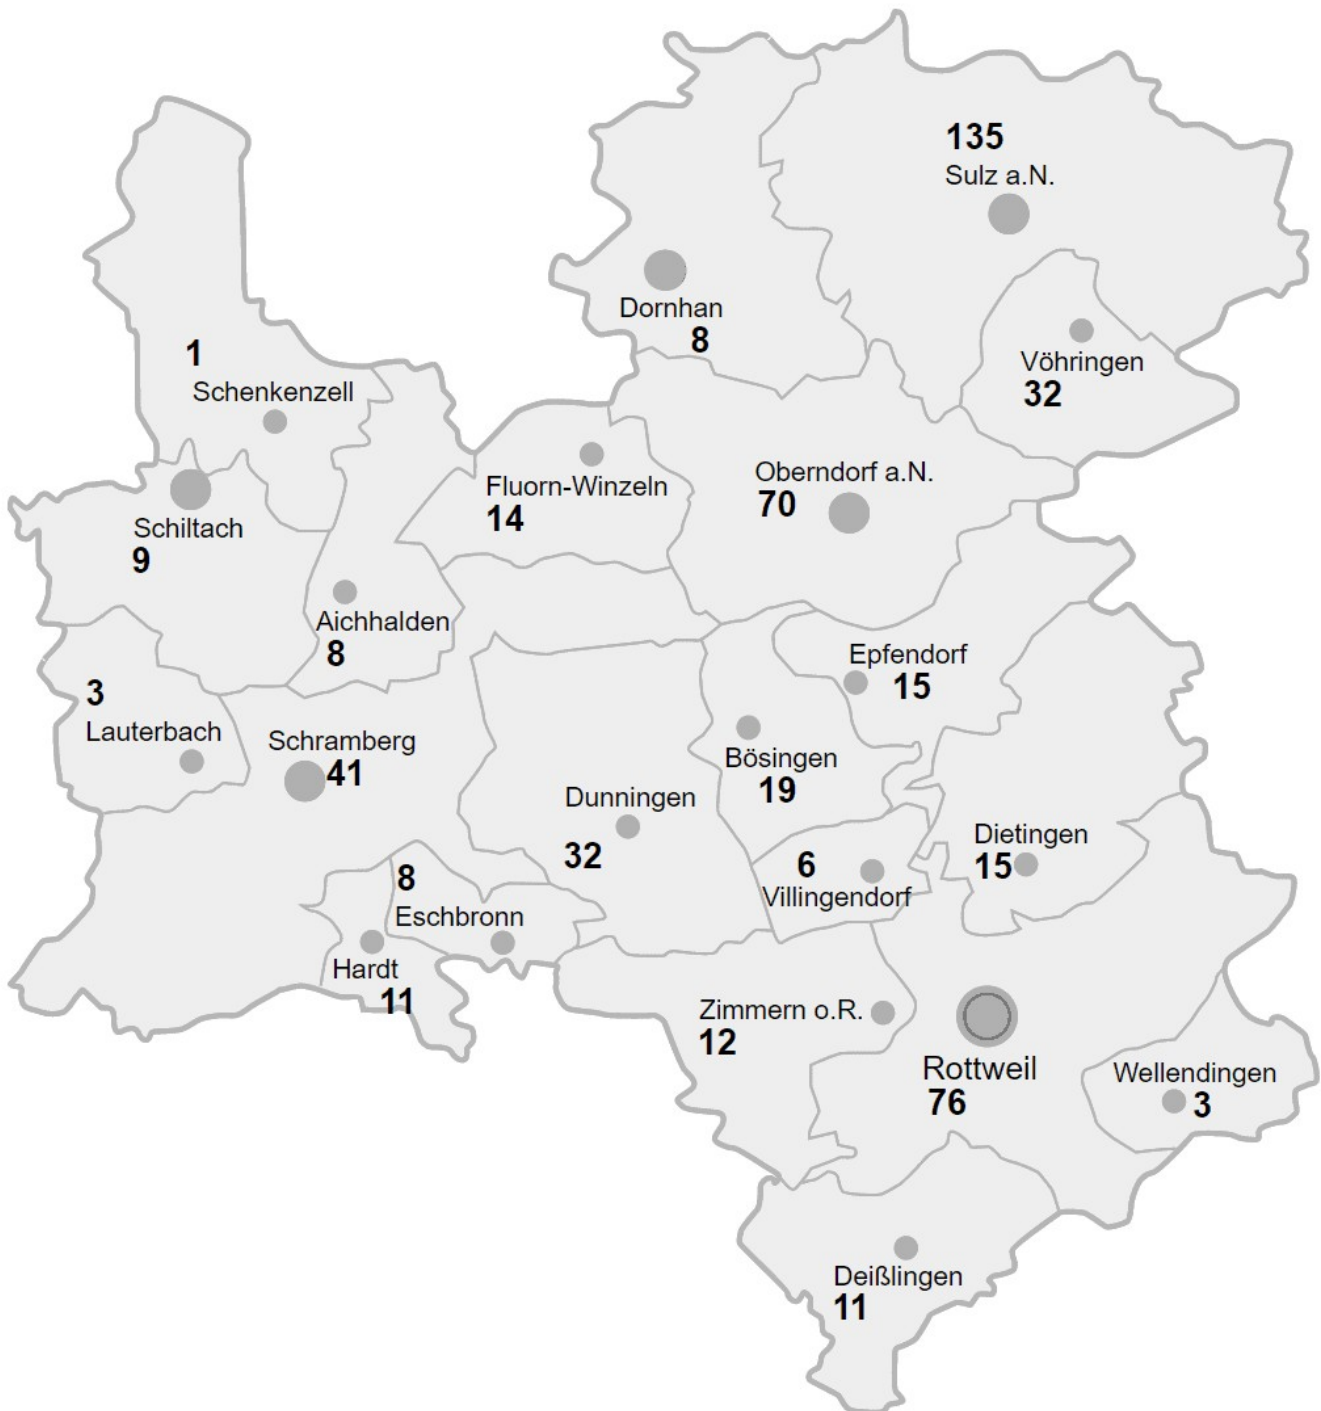 135
Sulz a.N.
Dornhan
8
Vöhringen
32
1
Schenkenzell
Fluorn-Winzeln
14
Oberndorf a.N.
70
Schiltach
9
Aichhalden
8
Epfendorf
15
3
Lauterbach
Schramberg
41
Bösingen
19
Dunningen
32
Dietingen
15
6
Villingendorf
8
Eschbronn
Hardt
11
Zimmern o.R.
12
Rottweil
76
Wellendingen
3
Deißlingen
11